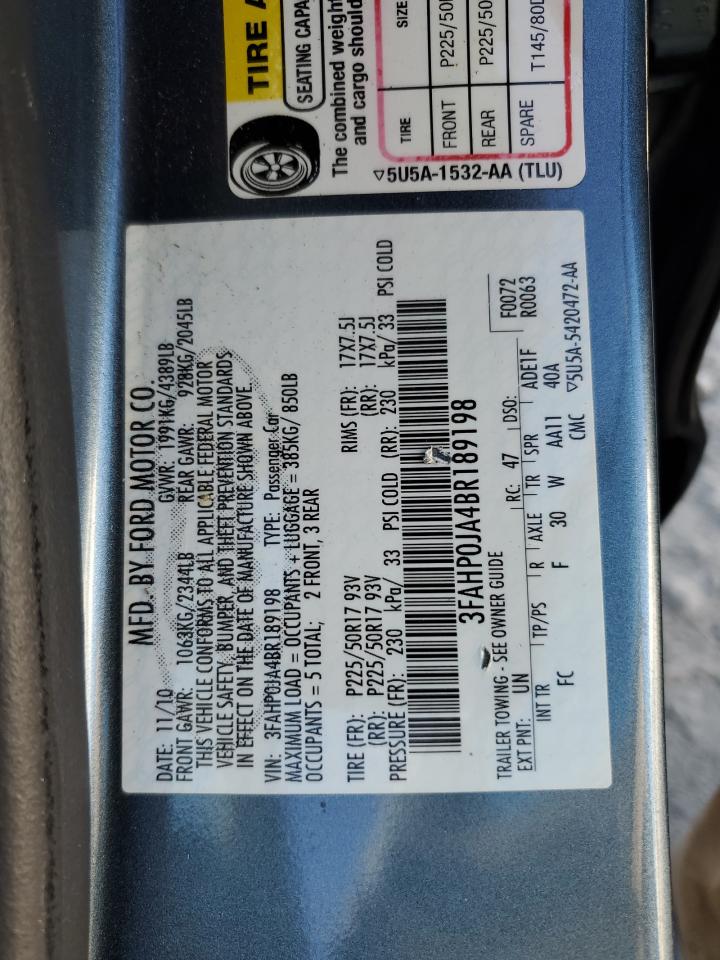 MFD. BY FORD MOTOR CO.
DATE: 11/10 GVWR: 1991KG/4389LB
FRONT GAWR: 1063KG/2344LB REAR GAWR: 928KG/2045LB
THIS VEHICLE CONFORMS TO ALL APPLICABLE FEDERAL MOTOR
VEHICLE SAFETY, BUMPER, AND THEFT PREVENTION STANDARDS
IN EFFECT ON THE DATE OF MANUFACTURE SHOWN ABOVE.
VIN: 3FAHP0JA4BR189198 TYPE: Passenger Car
MAXIMUM LOAD = OCCUPANTS + LUGGAGE = 385KG/ 850LB
OCCUPANTS = 5 TOTAL; 2 FRONT, 3 REAR
TIRE (FR): P225/50R17 93V RIMS (FR): 17X7.5J
(RR): P225/50R17 93V (RR): 17X7.5J
PRESSURE (FR): 230 kPa/ 33 PSI COLD (RR): 230 kPa/ 33 PSI COLD
3FAHP0JA4BR189198
TRAILER TOWING - SEE OWNER GUIDE F0072
EXT PNT: UN RC: 47 DSO: R0063
INT TR TP/PS R AXLE TR SPR ADE1F
FC F 30 W AA11 40A
CMC ▽5U5A-5420472-AA
TIRE A
SEATING CAPA
The combined weight
and cargo should
TIRE SIZE
FRONT P225/50
REAR P225/50
SPARE T145/80D
▽5U5A-1532-AA (TLU)